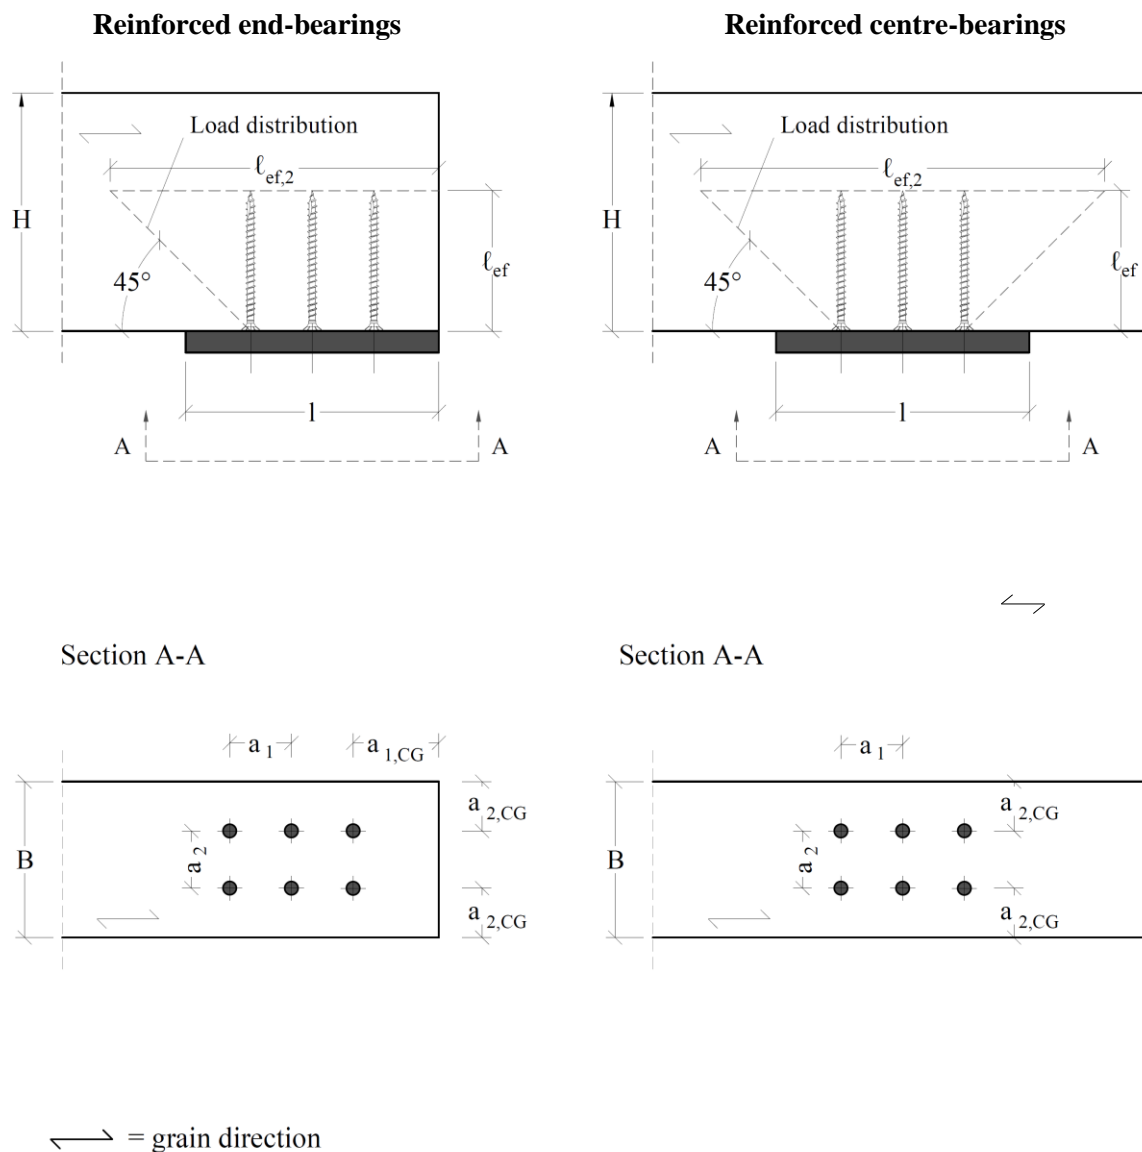 Reinforced end-bearings
Reinforced centre-bearings
Load distribution
ℓef,2
H
45°
ℓef
l
A
A
Load distribution
ℓef,2
H
45°
ℓef
l
A
A
Section A-A
Section A-A
a 1
a 1,CG
a 2,CG
B
a 2
a 2,CG
a 1
a 2,CG
B
a 2
a 2,CG
= grain direction